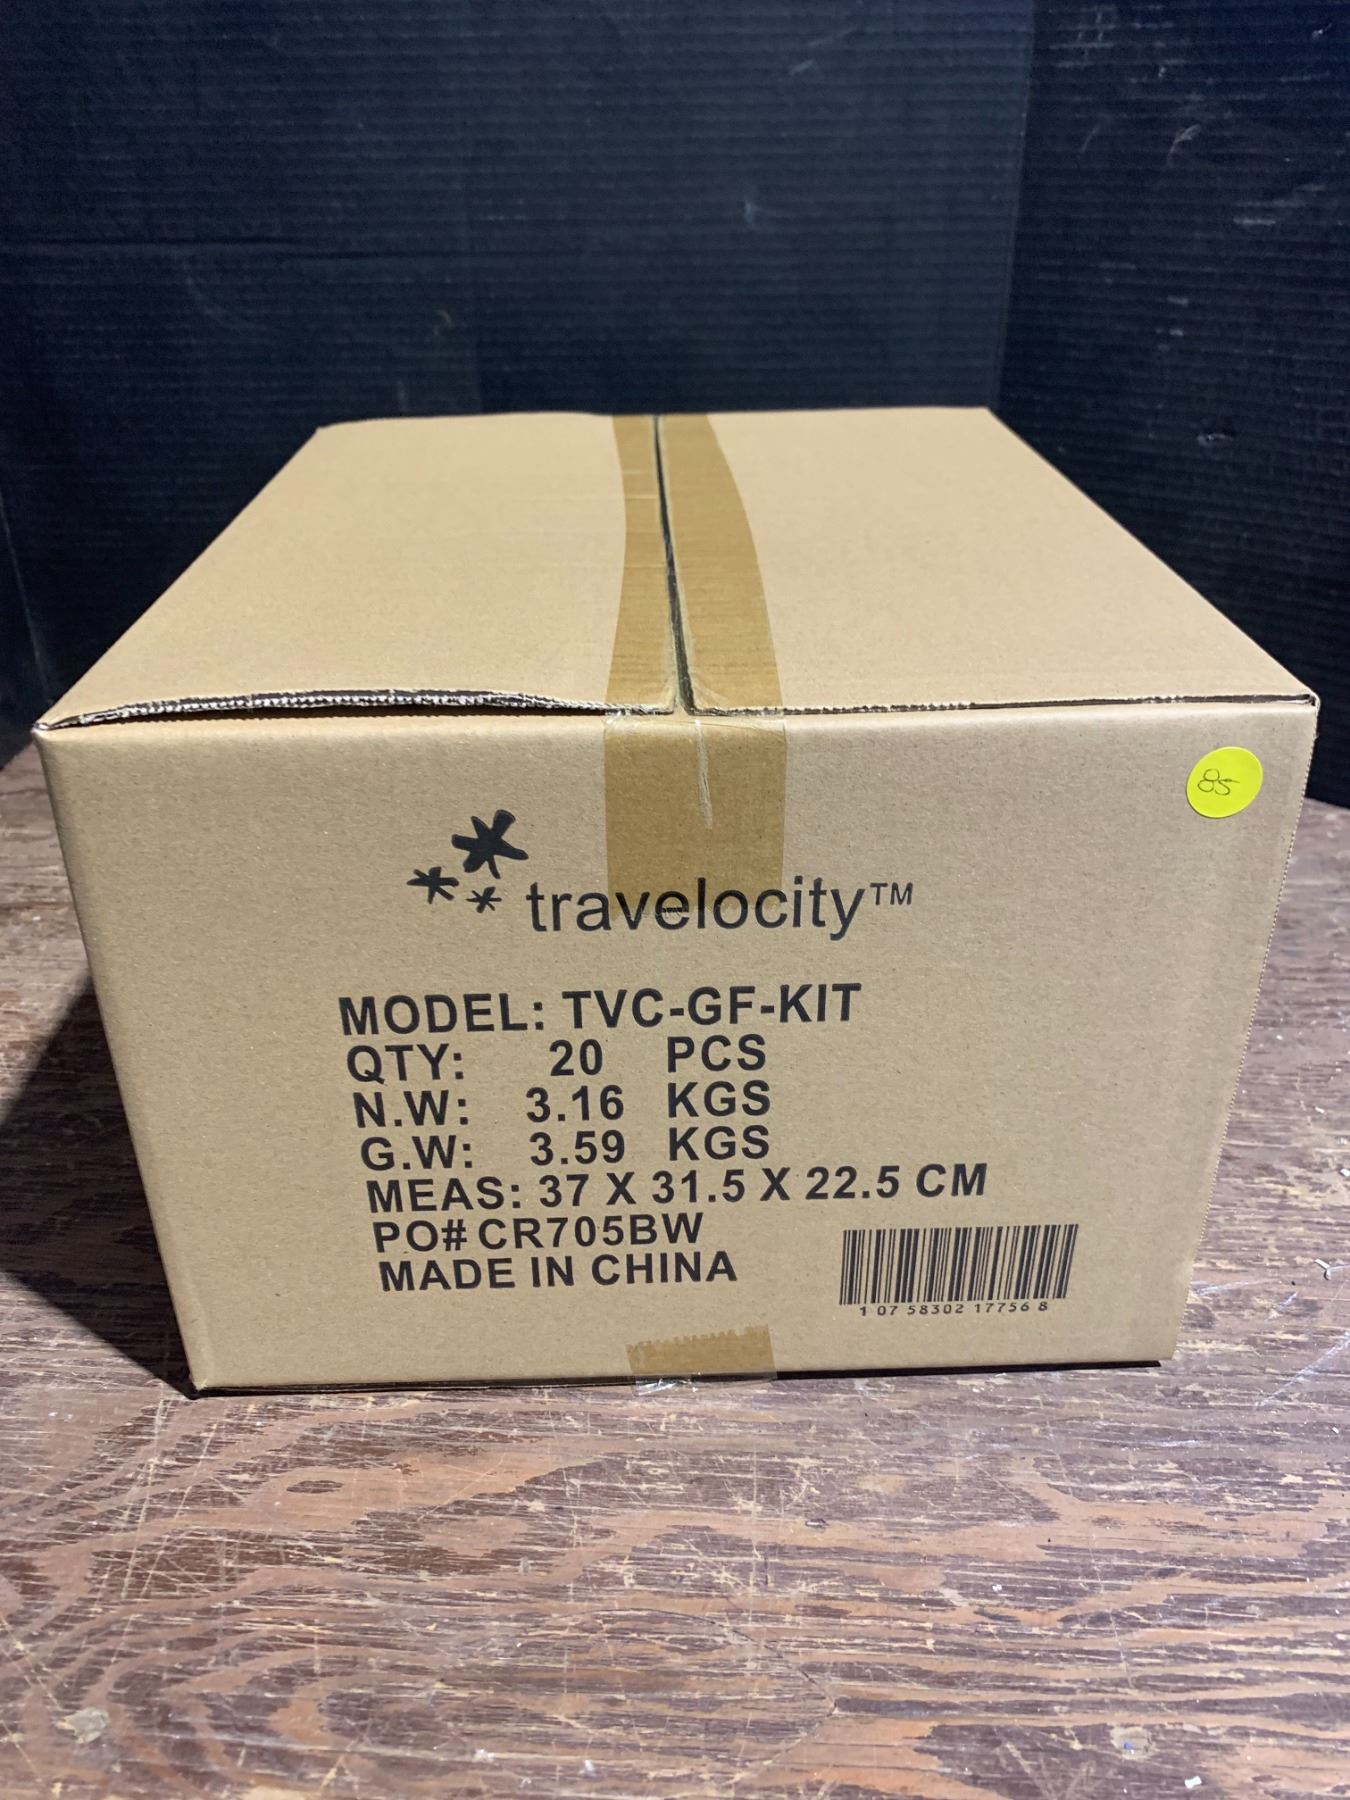 85
travelocity™
MODEL: TVC-GF-KIT
QTY: 20 PCS
N.W: 3.16 KGS
G.W: 3.59 KGS
MEAS: 37 X 31.5 X 22.5 CM
PO# CR705BW
MADE IN CHINA
1 07 58302 17756 8